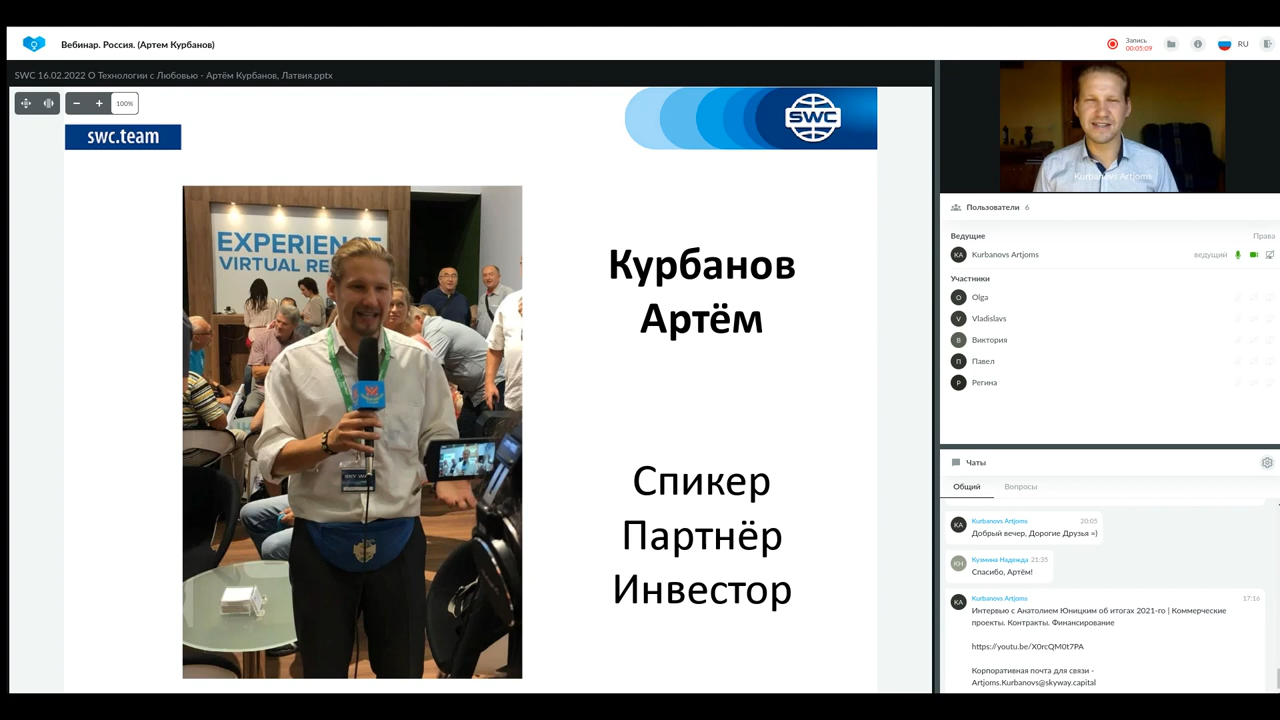 Вебинар. Россия. (Артем Курбанов)
Запись
00:05:09
RU
SWC 16.02.2022 О Технологии с Любовью - Артём Курбанов, Латвия.pptx
100%
swc.team
SWC
EXPERIENCE
VIRTUAL RE
SKY WAY
Курбанов
Артём
Спикер
Партнёр
Инвестор
Kurbanovs Artjoms
Пользователи 6
Ведущие Права
KA Kurbanovs Artjoms ведущий
Участники
O Olga
V Vladislavs
В Виктория
П Павел
Р Регина
Чаты
Общий Вопросы
KA Kurbanovs Artjoms 20:05
Добрый вечер, Дорогие Друзья =)
КН Кузмина Надежда 21:35
Спасибо, Артём!
KA Kurbanovs Artjoms 17:16
Интервью с Анатолием Юницким об итогах 2021-го | Коммерческие
проекты. Контракты. Финансирование
https://youtu.be/X0rcQM0t7PA
Корпоративная почта для связи -
Artjoms.Kurbanovs@skyway.capital